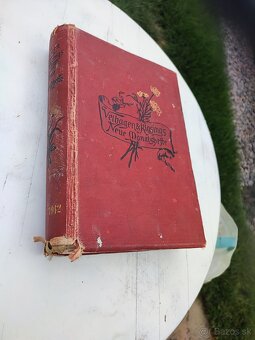 Velhagen & Klasings
Neue Monatshefte
1912
© Bazos.sk